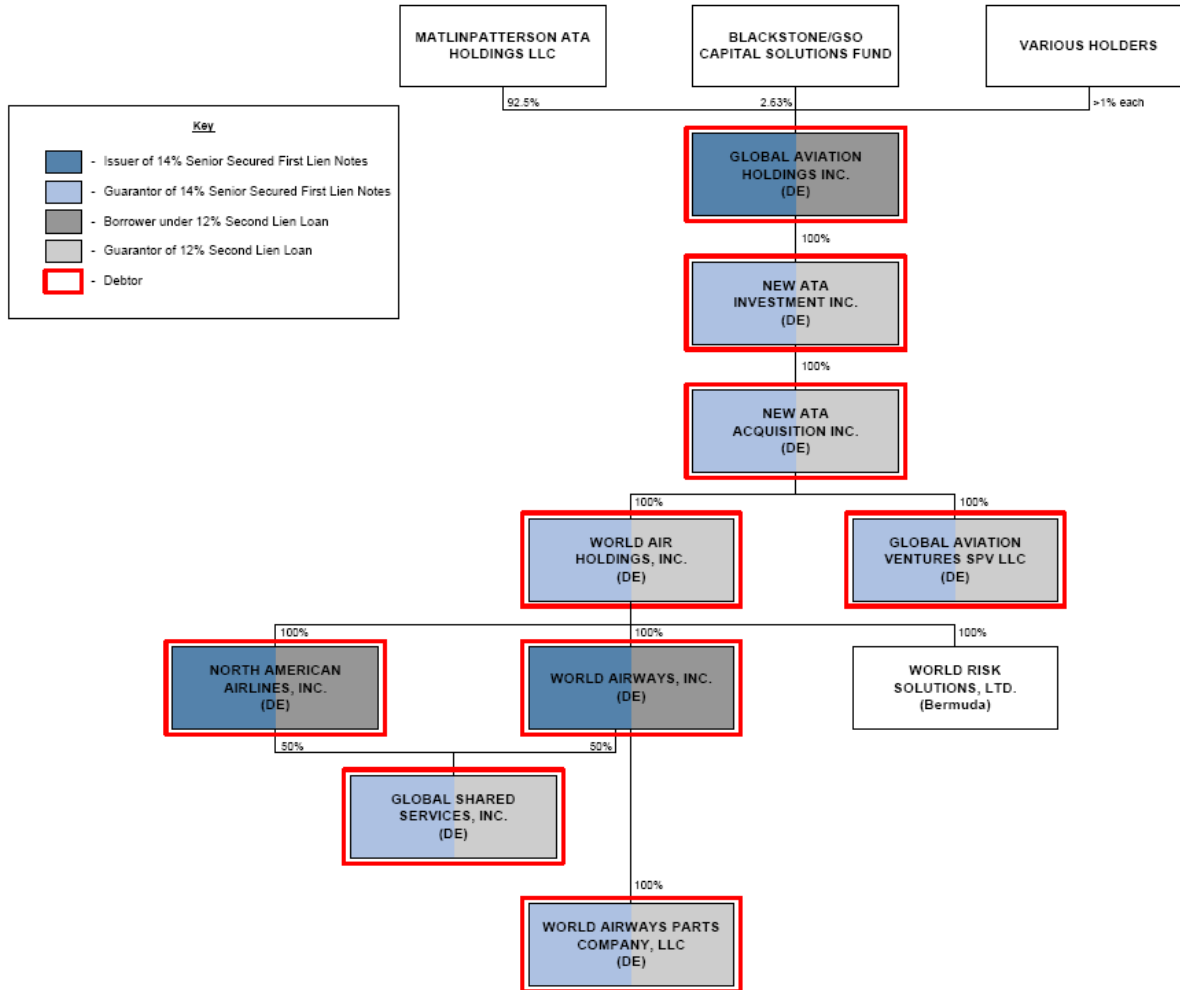 MATLINPATTERSON ATA
HOLDINGS LLC
BLACKSTONE/GSO
CAPITAL SOLUTIONS FUND
VARIOUS HOLDERS
92.5%
2.63%
>1% each
Key
- Issuer of 14% Senior Secured First Lien Notes
- Guarantor of 14% Senior Secured First Lien Notes
- Borrower under 12% Second Lien Loan
- Guarantor of 12% Second Lien Loan
- Debtor
GLOBAL AVIATION
HOLDINGS INC.
(DE)
100%
NEW ATA
INVESTMENT INC.
(DE)
100%
NEW ATA
ACQUISITION INC.
(DE)
100%
100%
WORLD AIR
HOLDINGS, INC.
(DE)
GLOBAL AVIATION
VENTURES SPV LLC
(DE)
100%
100%
100%
NORTH AMERICAN
AIRLINES, INC.
(DE)
WORLD AIRWAYS, INC.
(DE)
WORLD RISK
SOLUTIONS, LTD.
(Bermuda)
50%
50%
GLOBAL SHARED
SERVICES, INC.
(DE)
100%
WORLD AIRWAYS PARTS
COMPANY, LLC
(DE)